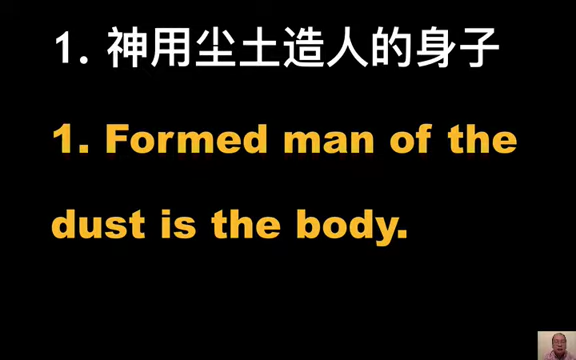 1. 神用尘土造人的身子
1. Formed man of the
dust is the body.